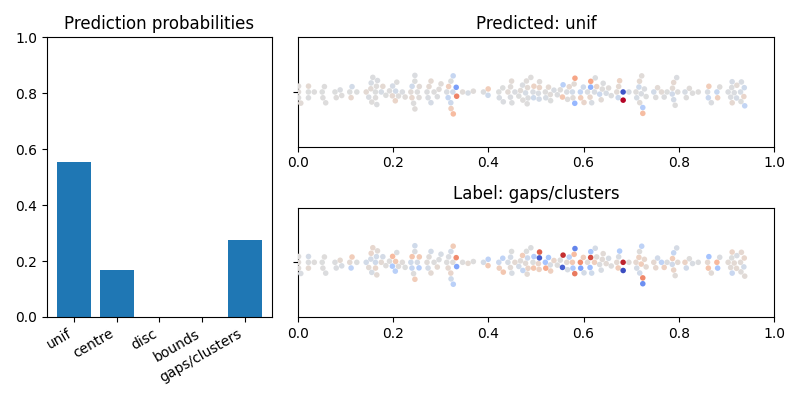 Prediction probabilities
1.0
0.8
0.6
0.4
0.2
0.0
unif
centre
disc
bounds
gaps/clusters
Predicted: unif
0.0 0.2 0.4 0.6 0.8 1.0
Label: gaps/clusters
0.0 0.2 0.4 0.6 0.8 1.0